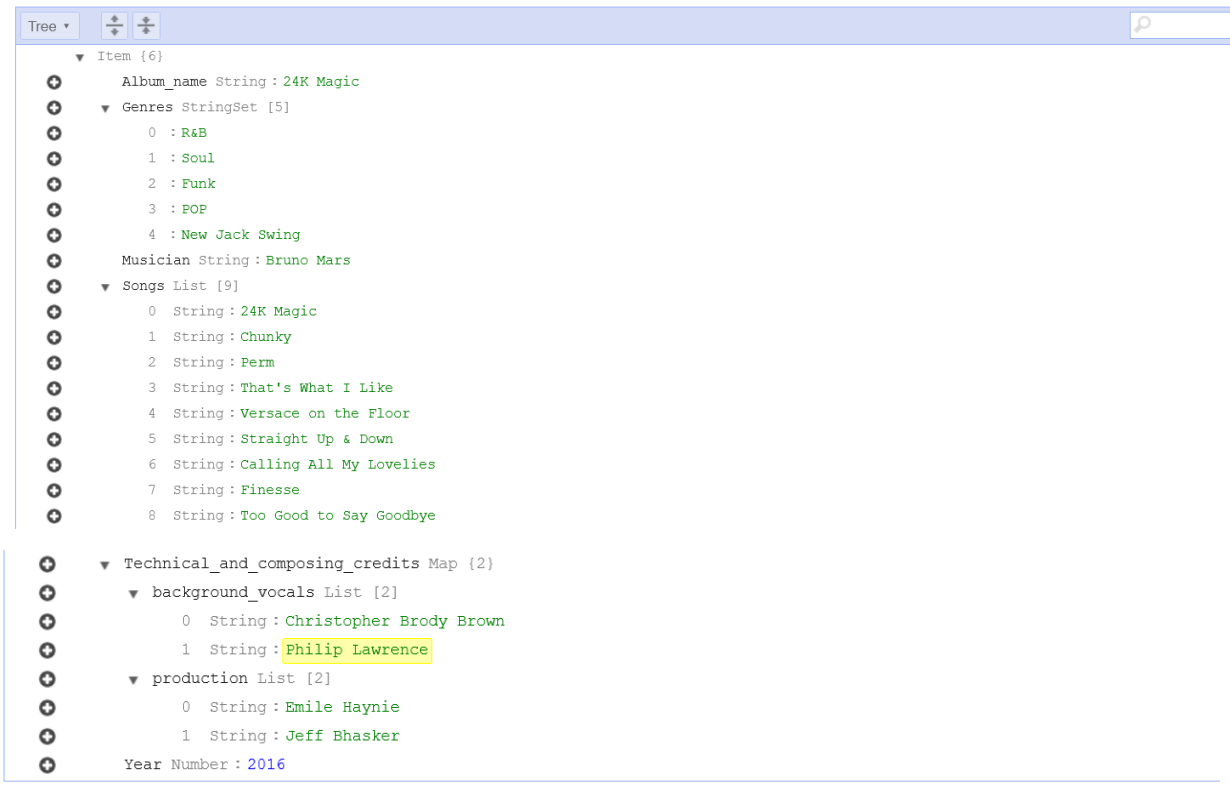 Tree ▾
▼ Item {6}
Album_name String : 24K Magic
▼ Genres StringSet [5]
0 : R&B
1 : Soul
2 : Funk
3 : POP
4 : New Jack Swing
Musician String : Bruno Mars
▼ Songs List [9]
0 String : 24K Magic
1 String : Chunky
2 String : Perm
3 String : That's What I Like
4 String : Versace on the Floor
5 String : Straight Up & Down
6 String : Calling All My Lovelies
7 String : Finesse
8 String : Too Good to Say Goodbye
▼ Technical_and_composing_credits Map {2}
▼ background_vocals List [2]
0 String : Christopher Brody Brown
1 String : Philip Lawrence
▼ production List [2]
0 String : Emile Haynie
1 String : Jeff Bhasker
Year Number : 2016